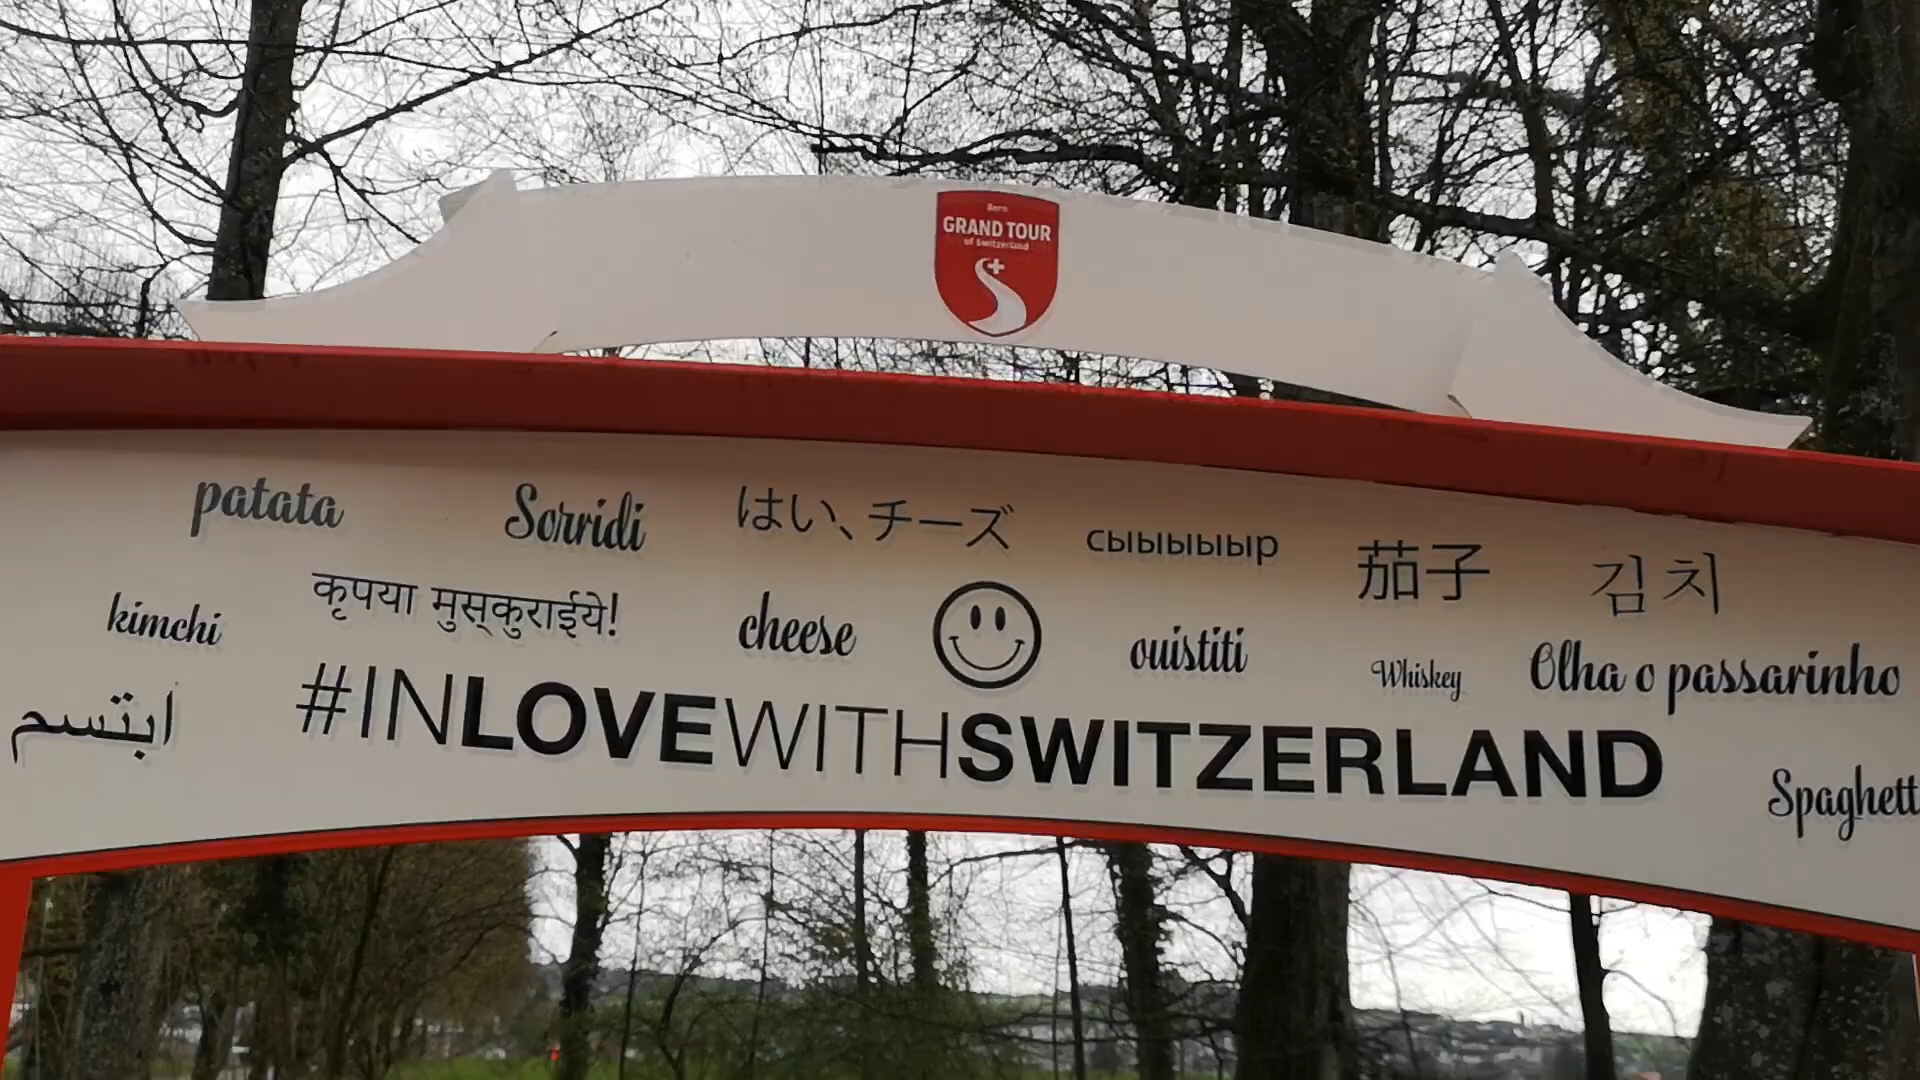 Bern
GRAND TOUR
of Switzerland
patata
Sorridi
はい、チーズ
сыыыыыр
茄子
김치
kimchi
कृपया मुस्कुराईये!
cheese
ouistiti
Whiskey
Olha o passarinho
ابتسم
#INLOVEWITHSWITZERLAND
Spaghett